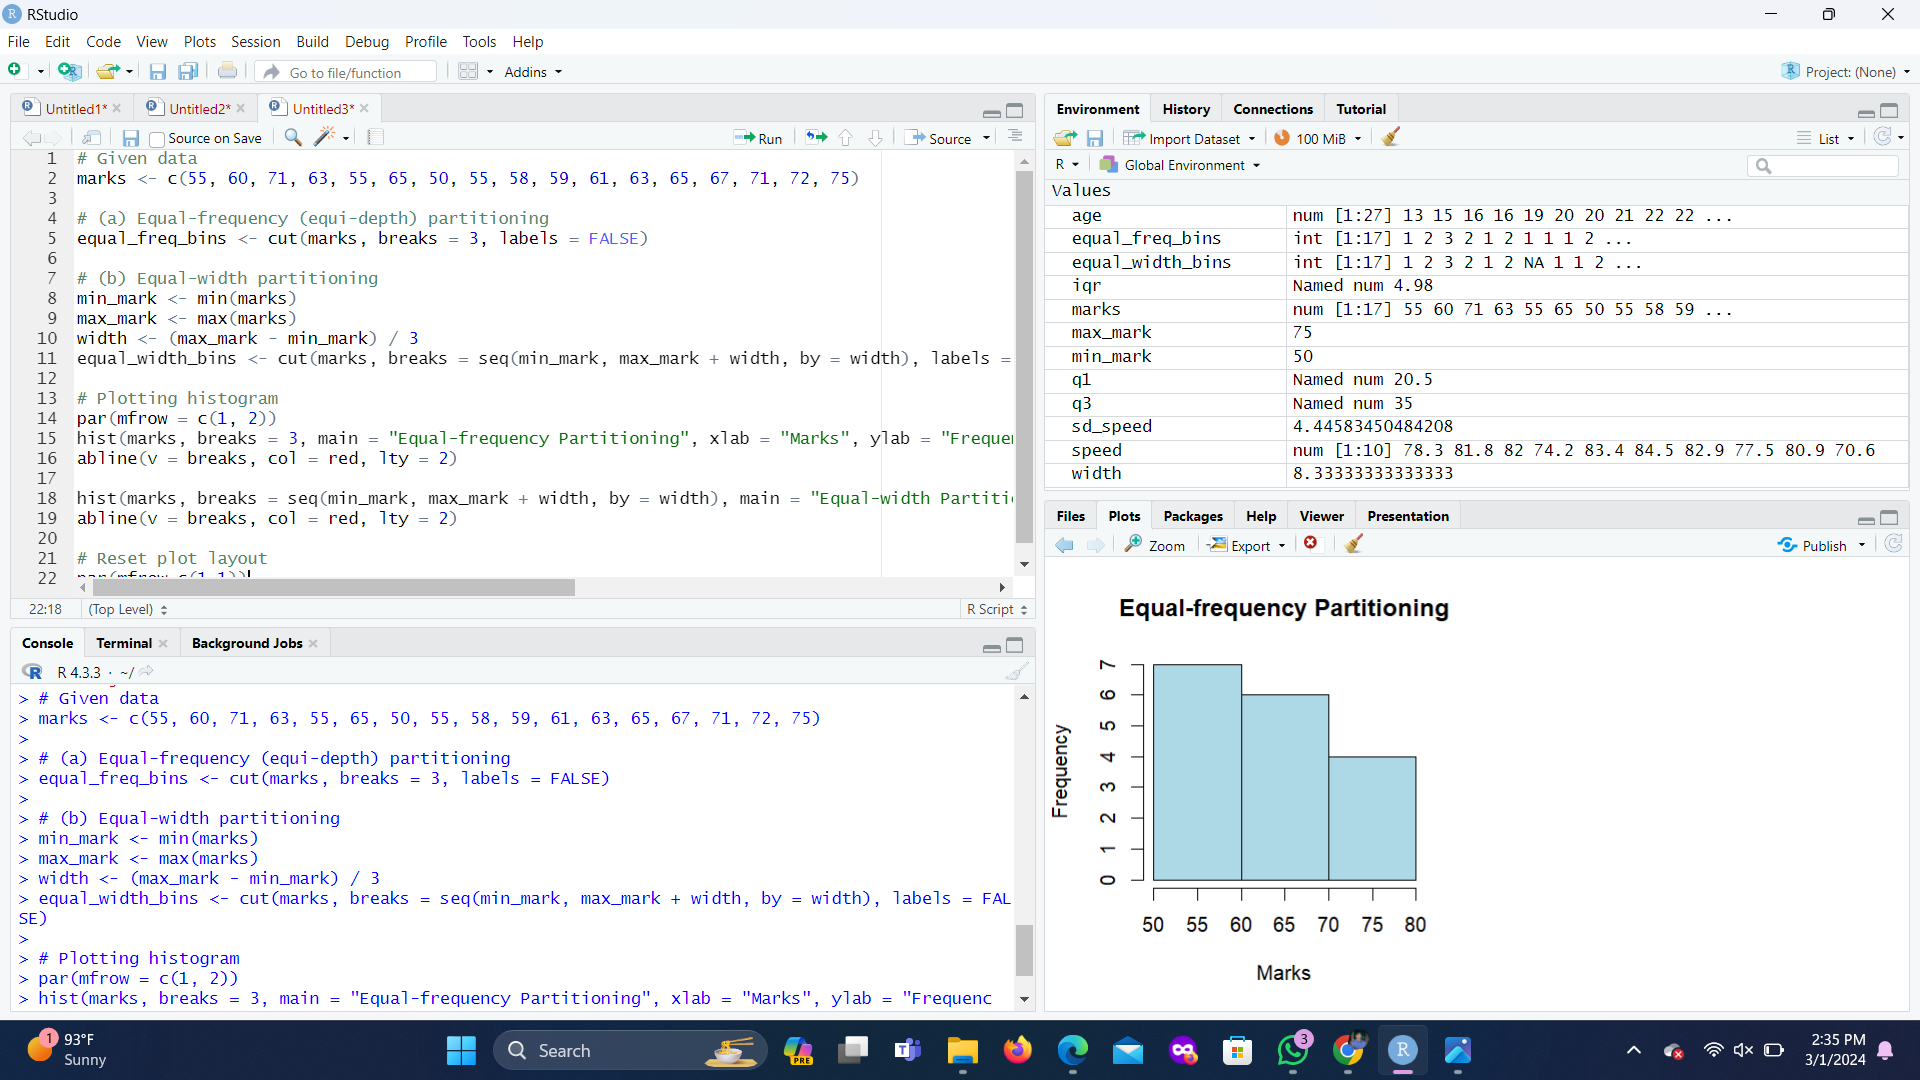 RStudio
File Edit Code View Plots Session Build Debug Profile Tools Help
Go to file/function Addins Project: (None)
Untitled1* Untitled2* Untitled3*
Source on Save Run Source
1 # Given data
2 marks <- c(55, 60, 71, 63, 55, 65, 50, 55, 58, 59, 61, 63, 65, 67, 71, 72, 75)
3
4 # (a) Equal-frequency (equi-depth) partitioning
5 equal_freq_bins <- cut(marks, breaks = 3, labels = FALSE)
6
7 # (b) Equal-width partitioning
8 min_mark <- min(marks)
9 max_mark <- max(marks)
10 width <- (max_mark - min_mark) / 3
11 equal_width_bins <- cut(marks, breaks = seq(min_mark, max_mark + width, by = width), labels =
12
13 # Plotting histogram
14 par(mfrow = c(1, 2))
15 hist(marks, breaks = 3, main = "Equal-frequency Partitioning", xlab = "Marks", ylab = "Freque
16 abline(v = breaks, col = red, lty = 2)
17
18 hist(marks, breaks = seq(min_mark, max_mark + width, by = width), main = "Equal-width Partiti
19 abline(v = breaks, col = red, lty = 2)
20
21 # Reset plot layout
22
22:18 (Top Level) R Script
Console Terminal Background Jobs
R 4.3.3 · ~/
> # Given data
> marks <- c(55, 60, 71, 63, 55, 65, 50, 55, 58, 59, 61, 63, 65, 67, 71, 72, 75)
>
> # (a) Equal-frequency (equi-depth) partitioning
> equal_freq_bins <- cut(marks, breaks = 3, labels = FALSE)
>
> # (b) Equal-width partitioning
> min_mark <- min(marks)
> max_mark <- max(marks)
> width <- (max_mark - min_mark) / 3
> equal_width_bins <- cut(marks, breaks = seq(min_mark, max_mark + width, by = width), labels = FAL
SE)
>
> # Plotting histogram
> par(mfrow = c(1, 2))
> hist(marks, breaks = 3, main = "Equal-frequency Partitioning", xlab = "Marks", ylab = "Frequenc
Environment History Connections Tutorial
Import Dataset 100 MiB List
R Global Environment
Values
age num [1:27] 13 15 16 16 19 20 20 21 22 22 ...
equal_freq_bins int [1:17] 1 2 3 2 1 2 1 1 1 2 ...
equal_width_bins int [1:17] 1 2 3 2 1 2 NA 1 1 2 ...
iqr Named num 4.98
marks num [1:17] 55 60 71 63 55 65 50 55 58 59 ...
max_mark 75
min_mark 50
q1 Named num 20.5
q3 Named num 35
sd_speed 4.44583450484208
speed num [1:10] 78.3 81.8 82 74.2 83.4 84.5 82.9 77.5 80.9 70.6
width 8.33333333333333
Files Plots Packages Help Viewer Presentation
Zoom Export Publish
Equal-frequency Partitioning
Frequency
7
6
5
4
3
2
1
0
50 55 60 65 70 75 80
Marks
1 93°F
Sunny
Search
PRE
3
2:35 PM
3/1/2024